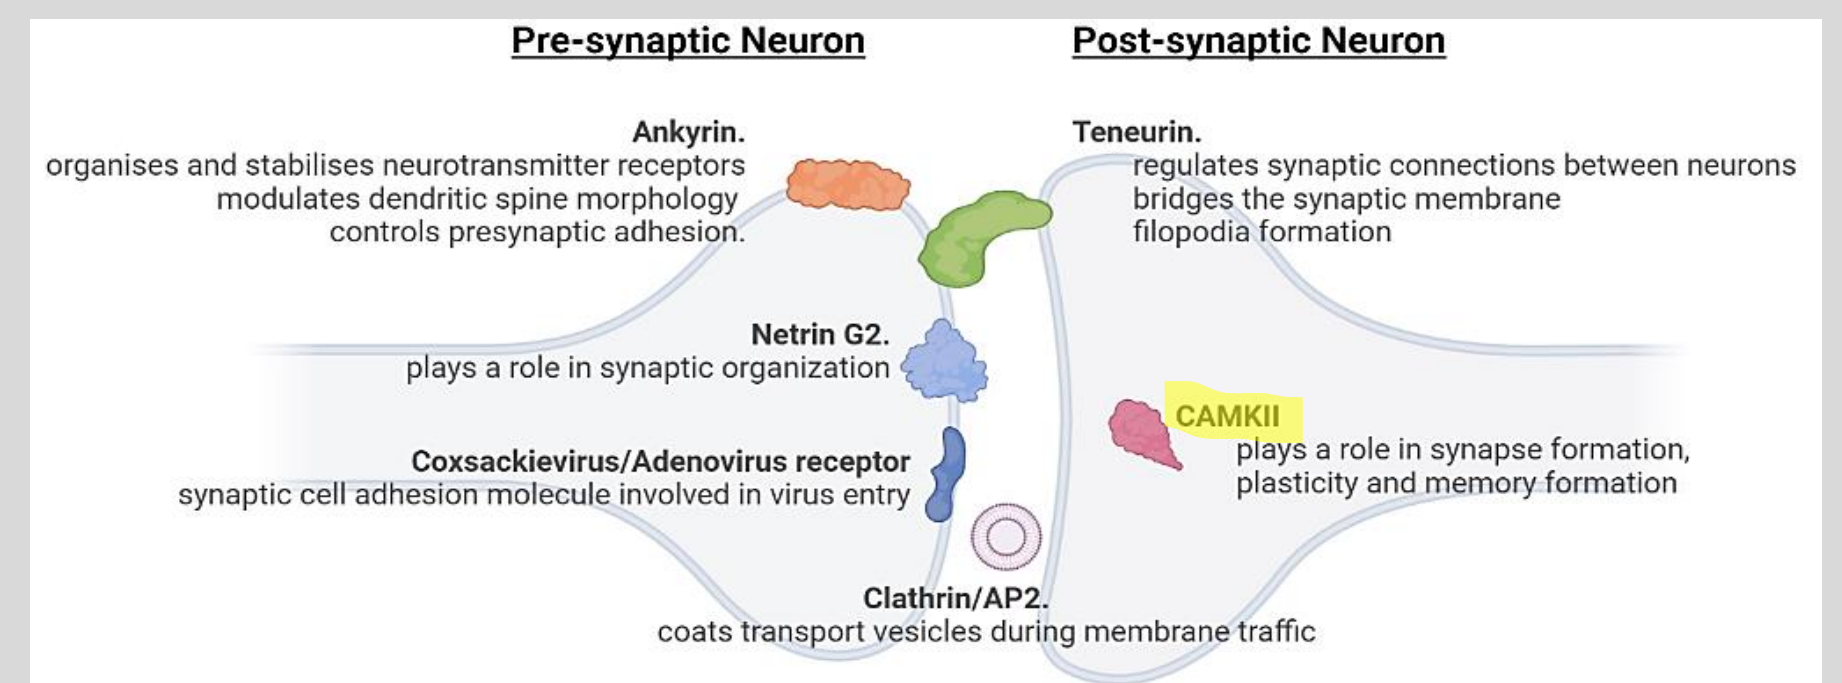 Pre-synaptic Neuron
Post-synaptic Neuron
Ankyrin.
organises and stabilises neurotransmitter receptors
modulates dendritic spine morphology
controls presynaptic adhesion.
Teneurin.
regulates synaptic connections between neurons
bridges the synaptic membrane
filopodia formation
Netrin G2.
plays a role in synaptic organization
CAMKII
plays a role in synapse formation,
plasticity and memory formation
Coxsackievirus/Adenovirus receptor
synaptic cell adhesion molecule involved in virus entry
Clathrin/AP2.
coats transport vesicles during membrane traffic